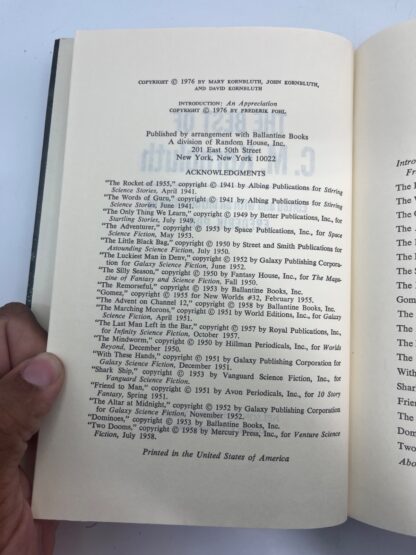 COPYRIGHT © 1976 BY MARY KORNBLUTH, JOHN KORNBLUTH,
AND DAVID KORNBLUTH
INTRODUCTION: An Appreciation
COPYRIGHT © 1976 BY FREDERIK POHL.
Published by arrangement with Ballantine Books
A division of Random House, Inc.
201 East 50th Street
New York, New York 10022
ACKNOWLEDGMENTS
"The Rocket of 1955," copyright © 1941 by Albing Publications for Stirring
Science Stories, April 1941.
"The Words of Guru," copyright © 1941 by Albing Publications for Stirring
Science Stories, June 1941.
"The Only Thing We Learn," copyright © 1949 by Better Publications, Inc., for
Startling Stories, July 1949.
"The Adventurer," copyright © 1953 by Space Publications, Inc., for Space
Science Fiction, May 1953.
"The Little Black Bag," copyright © 1950 by Street and Smith Publications for
Astounding Science Fiction, July 1950.
"The Luckiest Man in Denv," copyright © 1952 by Galaxy Publishing Corpora-
tion for Galaxy Science Fiction, June 1952.
"The Silly Season," copyright © 1950 by Fantasy House, Inc., for The Maga-
zine of Fantasy and Science Fiction, Fall 1950.
"The Remorseful," copyright © 1953 by Ballantine Books, Inc.
"Gomez," copyright © 1955 for New Worlds #32, February 1955.
"The Advent on Channel 12," copyright © 1958 by Ballantine Books, Inc.
"The Marching Morons," copyright © 1951 by World Editions, Inc., for Galaxy
Science Fiction, April 1951.
"The Last Man Left in the Bar," copyright © 1957 by Royal Publications, Inc.,
for Infinity Science Fiction, October 1957.
"The Mindworm," copyright © 1950 by Hillman Periodicals, Inc., for Worlds
Beyond, December 1950.
"With These Hands," copyright © 1951 by Galaxy Publishing Corporation for
Galaxy Science Fiction, December 1951.
"Shark Ship," copyright © 1953 by Vanguard Science Fiction, Inc., for
Vanguard Science Fiction.
"Friend to Man," copyright © 1951 by Avon Periodicals, Inc., for 10 Story
Fantasy, Spring 1951.
"The Altar at Midnight," copyright © 1952 by Galaxy Publishing Corporation
for Galaxy Science Fiction, November 1952.
"Dominoes," copyright © 1953 by Ballantine Books, Inc.
"Two Dooms," copyright © 1958 by Mercury Press, Inc., for Venture Science
Fiction, July 1958.
Printed in the United States of America